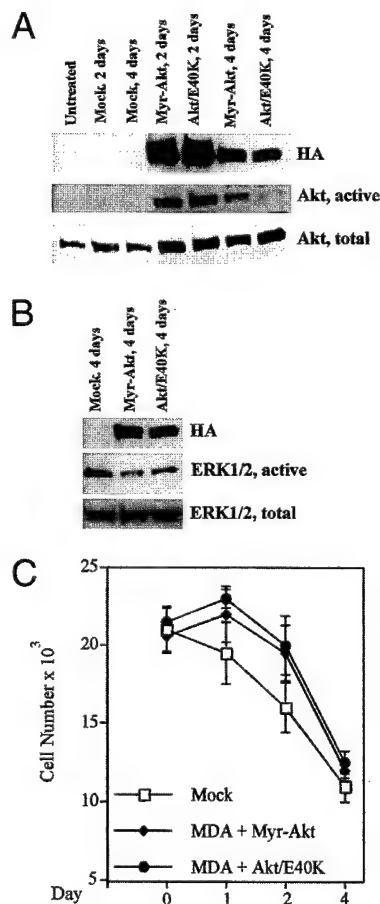 A
Untreated
Mock. 2 days
Mock, 4 days
Myr-Akt, 2 days
Akt/E40K, 2 days
Myr-Akt, 4 days
Akt/E40K, 4 days
HA
Akt, active
Akt, total
B
Mock. 4 days
Myr-Akt, 4 days
Akt/E40K, 4 days
HA
ERK1/2, active
ERK1/2, total
C
25
20
15
10
5
Cell Number x 10³
Mock
MDA + Myr-Akt
MDA + Akt/E40K
Day
0
1
2
4